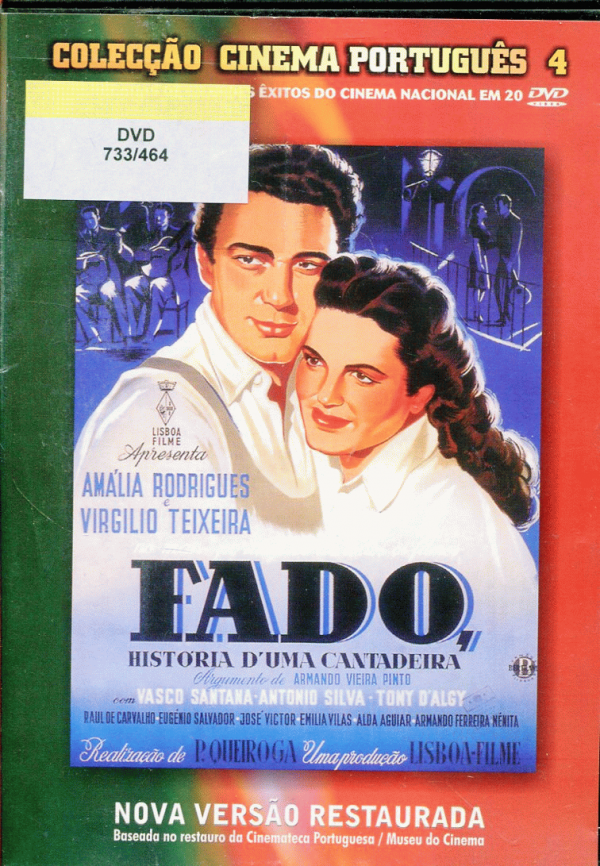 COLECÇÃO CINEMA PORTUGUÊS 4
ÊXITOS DO CINEMA NACIONAL EM 20 DVD
VIDEO
DVD
733/464
LISBOA
FILME
Apresenta
AMÁLIA RODRIGUES
e
VIRGILIO TEIXEIRA
FADO,
HISTÓRIA D'UMA CANTADEIRA
Argumento de ARMANDO VIEIRA PINTO
com VASCO SANTANA · ANTONIO SILVA · TONY D'ALGY
RAUL DE CARVALHO · EUGÉNIO SALVADOR · JOSÉ VICTOR · EMILIA VILAS · ALDA AGUIAR · ARMANDO FERREIRA · NÉNITA
Realização de P. QUEIROGA Uma produção LISBOA-FILME
NOVA VERSÃO RESTAURADA
Baseada no restauro da Cinemateca Portuguesa / Museu do Cinema